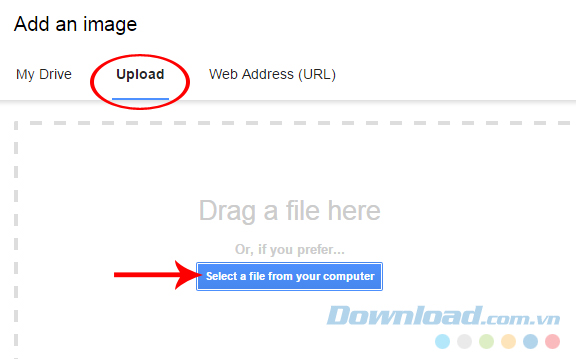 Add an image
My Drive Upload Web Address (URL)
Drag a file here
Or, if you prefer...
Select a file from your computer
Download.com.vn